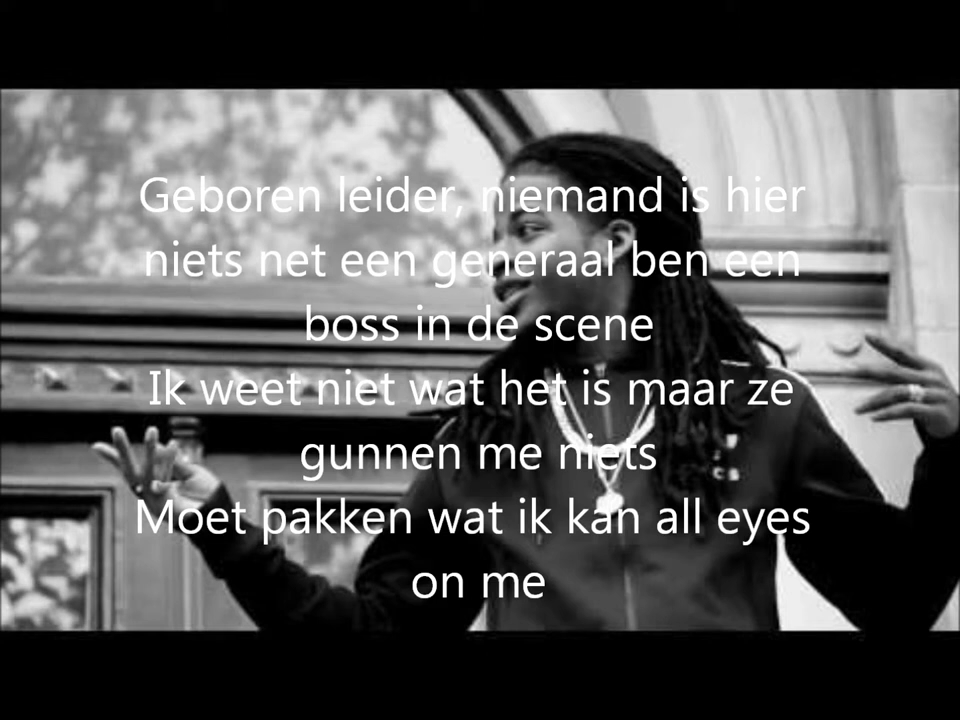 Geboren leider, niemand is hier
niets net een generaal ben een
boss in de scene
Ik weet niet wat het is maar ze
gunnen me niets
Moet pakken wat ik kan all eyes
on me